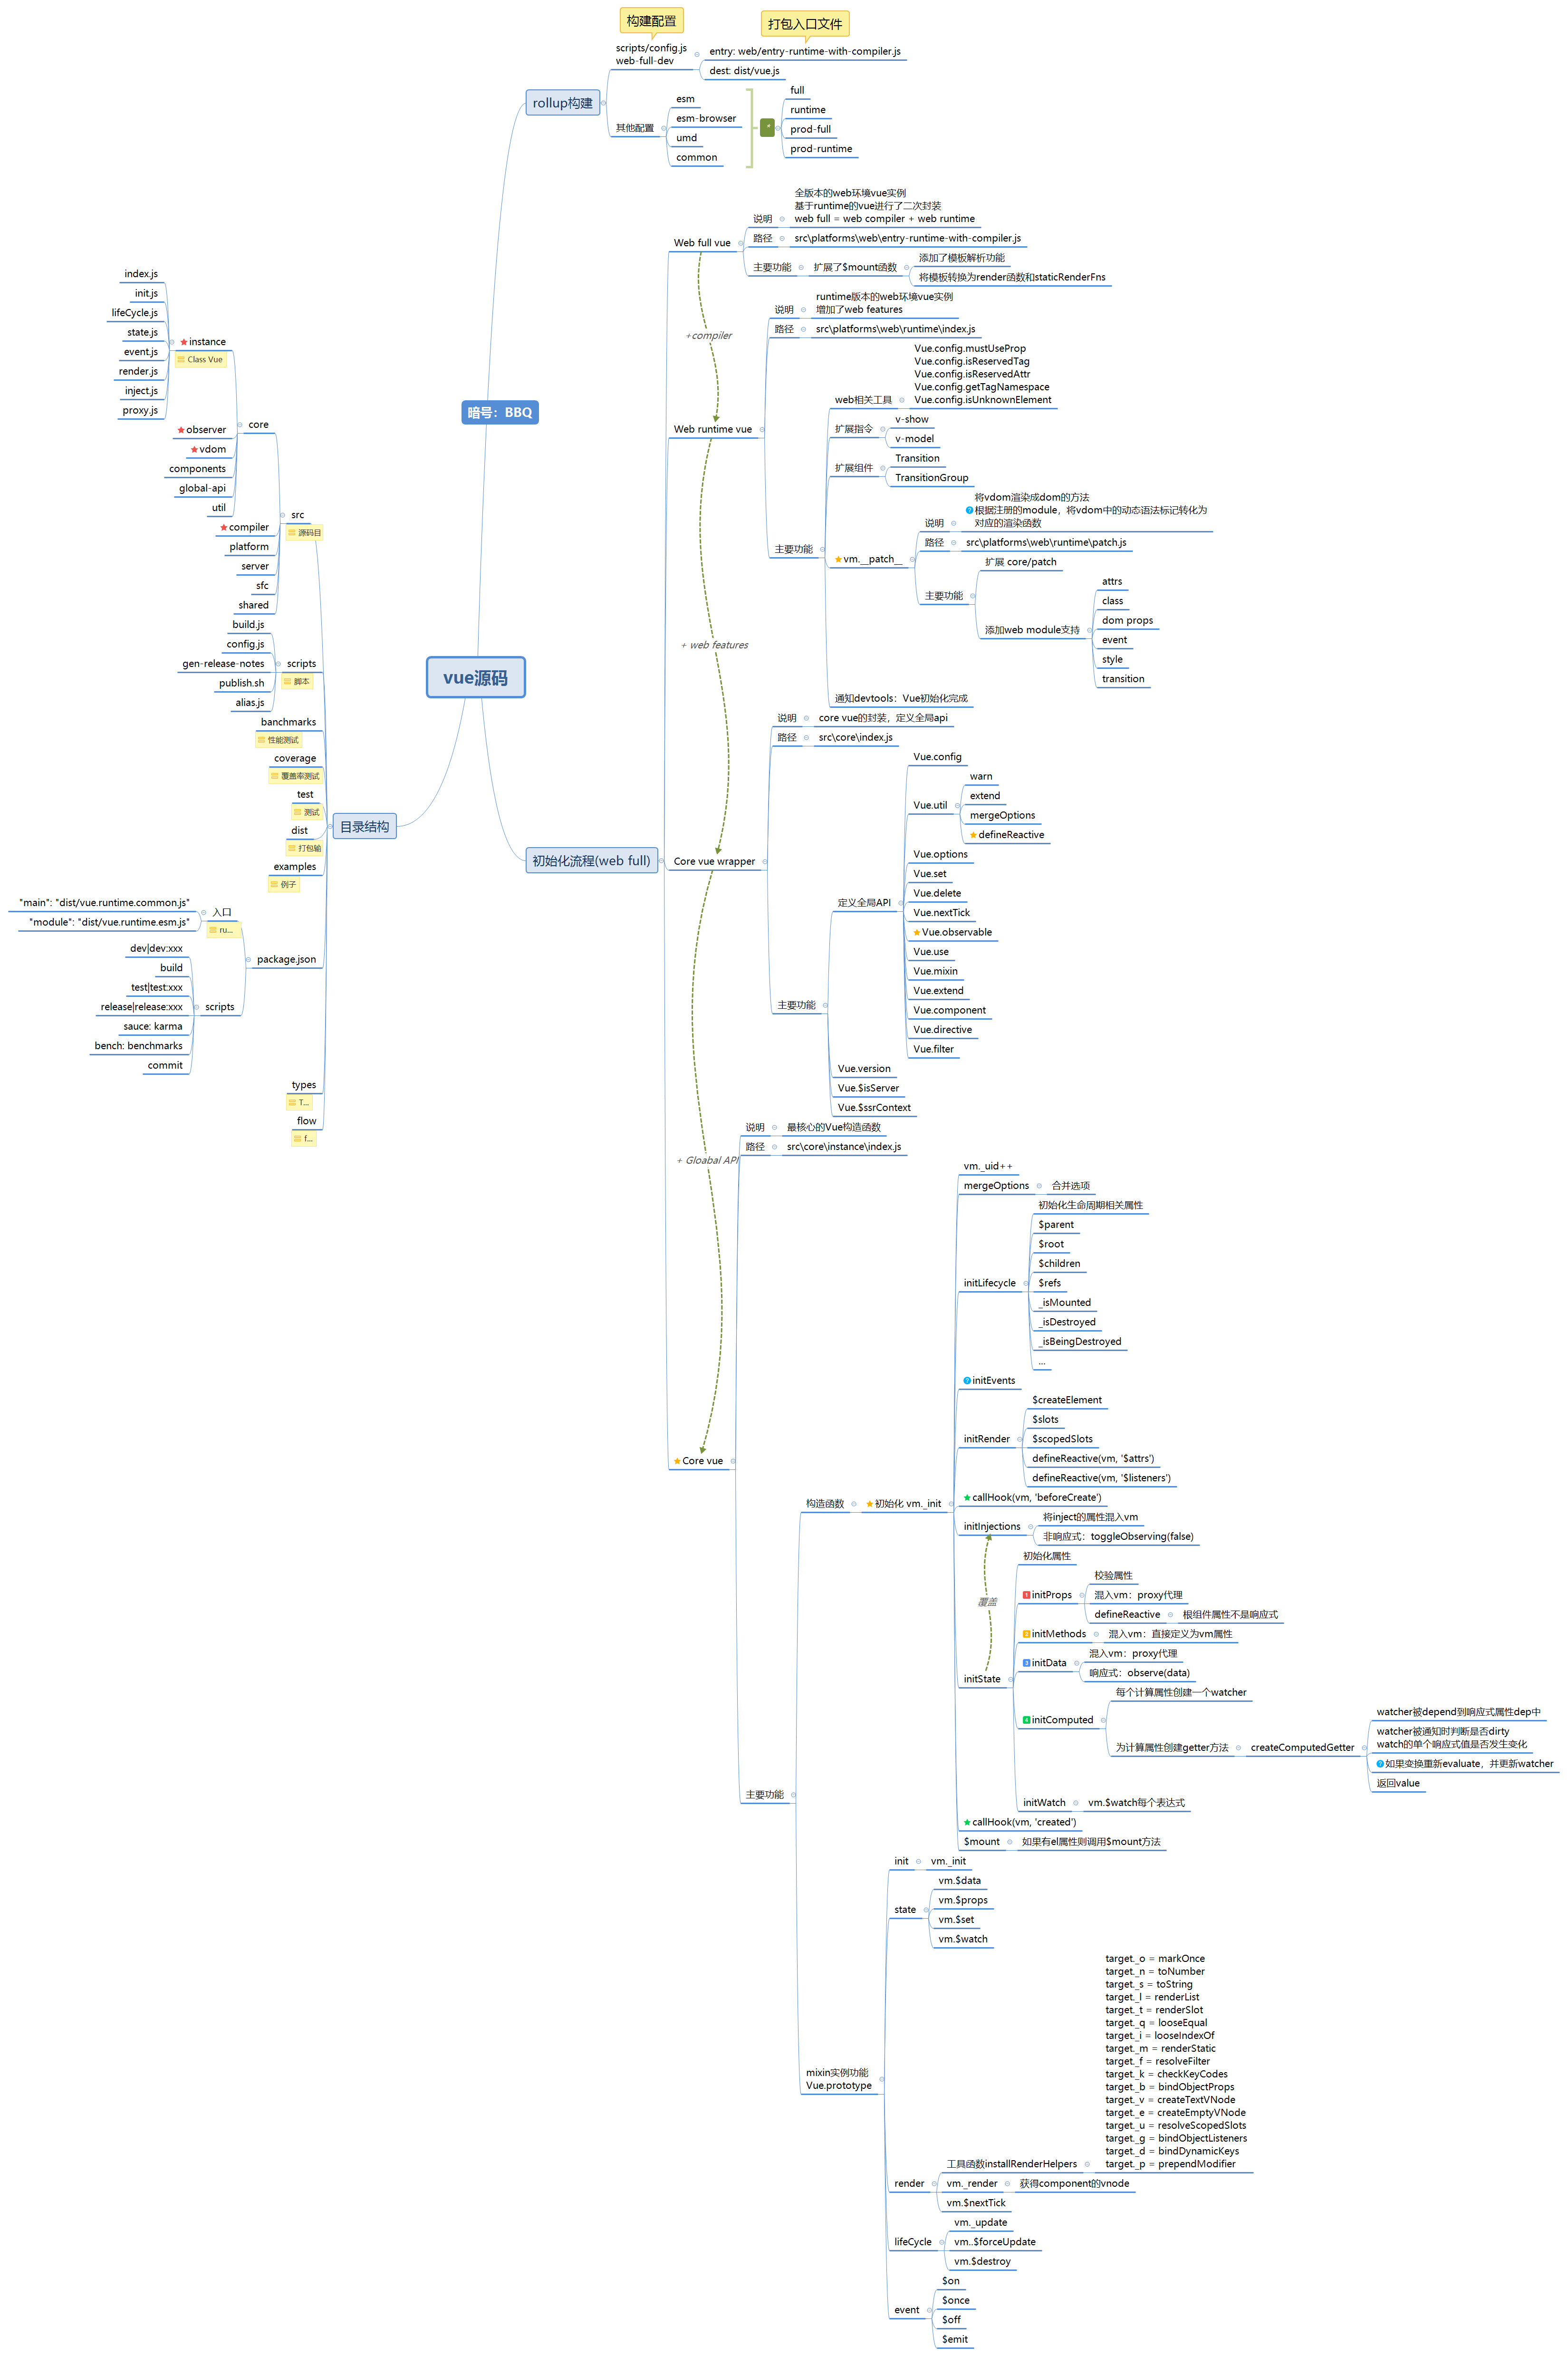 vue源码
暗号：BBQ
rollup构建
构建配置
scripts/config.js
web-full-dev
打包入口文件
entry: web/entry-runtime-with-compiler.js
dest: dist/vue.js
其他配置
esm
esm-browser
umd
common
*
full
runtime
prod-full
prod-runtime
初始化流程(web full)
Web full vue
说明
全版本的web环境vue实例
基于runtime的vue进行了二次封装
web full = web compiler + web runtime
路径
src\platforms\web\entry-runtime-with-compiler.js
主要功能
扩展了$mount函数
添加了模板解析功能
将模板转换为render函数和staticRenderFns
+compiler
Web runtime vue
说明
runtime版本的web环境vue实例
增加了web features
路径
src\platforms\web\runtime\index.js
主要功能
web相关工具
Vue.config.mustUseProp
Vue.config.isReservedTag
Vue.config.isReservedAttr
Vue.config.getTagNamespace
Vue.config.isUnknownElement
扩展指令
v-show
v-model
扩展组件
Transition
TransitionGroup
vm.__patch__
说明
将vdom渲染成dom的方法
根据注册的module，将vdom中的动态语法标记转化为
对应的渲染函数
路径
src\platforms\web\runtime\patch.js
主要功能
扩展 core/patch
添加web module支持
attrs
class
dom props
event
style
transition
通知devtools：Vue初始化完成
+ web features
Core vue wrapper
说明
core vue的封装，定义全局api
路径
src\core\index.js
主要功能
定义全局API
Vue.config
Vue.util
warn
extend
mergeOptions
defineReactive
Vue.options
Vue.set
Vue.delete
Vue.nextTick
Vue.observable
Vue.use
Vue.mixin
Vue.extend
Vue.component
Vue.directive
Vue.filter
Vue.version
Vue.$isServer
Vue.$ssrContext
+ Gloabal API
Core vue
说明
最核心的Vue构造函数
路径
src\core\instance\index.js
主要功能
构造函数
初始化 vm._init
vm._uid++
mergeOptions
合并选项
initLifecycle
初始化生命周期相关属性
$parent
$root
$children
$refs
_isMounted
_isDestroyed
_isBeingDestroyed
...
initEvents
initRender
$createElement
$slots
$scopedSlots
defineReactive(vm, '$attrs')
defineReactive(vm, '$listeners')
callHook(vm, 'beforeCreate')
initInjections
将inject的属性混入vm
非响应式：toggleObserving(false)
覆盖
initState
初始化属性
1
initProps
校验属性
混入vm：proxy代理
defineReactive
根组件属性不是响应式
2
initMethods
混入vm：直接定义为vm属性
3
initData
混入vm：proxy代理
响应式：observe(data)
4
initComputed
每个计算属性创建一个watcher
为计算属性创建getter方法
createComputedGetter
watcher被depend到响应式属性dep中
watcher被通知时判断是否dirty
watch的单个响应式值是否发生变化
如果变换重新evaluate，并更新watcher
返回value
initWatch
vm.$watch每个表达式
callHook(vm, 'created')
$mount
如果有el属性则调用$mount方法
mixin实例功能
Vue.prototype
init
vm._init
state
vm.$data
vm.$props
vm.$set
vm.$watch
render
工具函数installRenderHelpers
target._o = markOnce
target._n = toNumber
target._s = toString
target._l = renderList
target._t = renderSlot
target._q = looseEqual
target._i = looseIndexOf
target._m = renderStatic
target._f = resolveFilter
target._k = checkKeyCodes
target._b = bindObjectProps
target._v = createTextVNode
target._e = createEmptyVNode
target._u = resolveScopedSlots
target._g = bindObjectListeners
target._d = bindDynamicKeys
target._p = prependModifier
vm._render
获得component的vnode
vm.$nextTick
lifeCycle
vm._update
vm..$forceUpdate
vm.$destroy
event
$on
$once
$off
$emit
目录结构
src
源码目
core
instance
Class Vue
index.js
init.js
lifeCycle.js
state.js
event.js
render.js
inject.js
proxy.js
observer
vdom
components
global-api
util
compiler
platform
server
sfc
shared
scripts
脚本
build.js
config.js
gen-release-notes
publish.sh
alias.js
banchmarks
性能测试
coverage
覆盖率测试
test
测试
dist
打包输
examples
例子
package.json
入口
ru...
"main": "dist/vue.runtime.common.js"
"module": "dist/vue.runtime.esm.js"
scripts
dev|dev:xxx
build
test|test:xxx
release|release:xxx
sauce: karma
bench: benchmarks
commit
types
T...
flow
f...